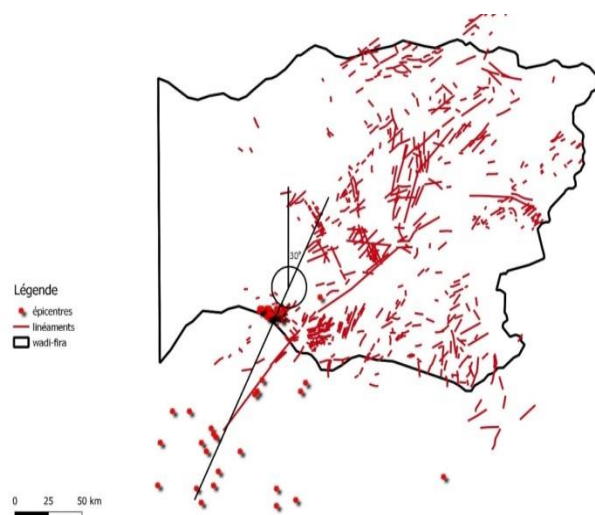 30°
Légende
épicentres
linéaments
wadi-fira
0 25 50 km